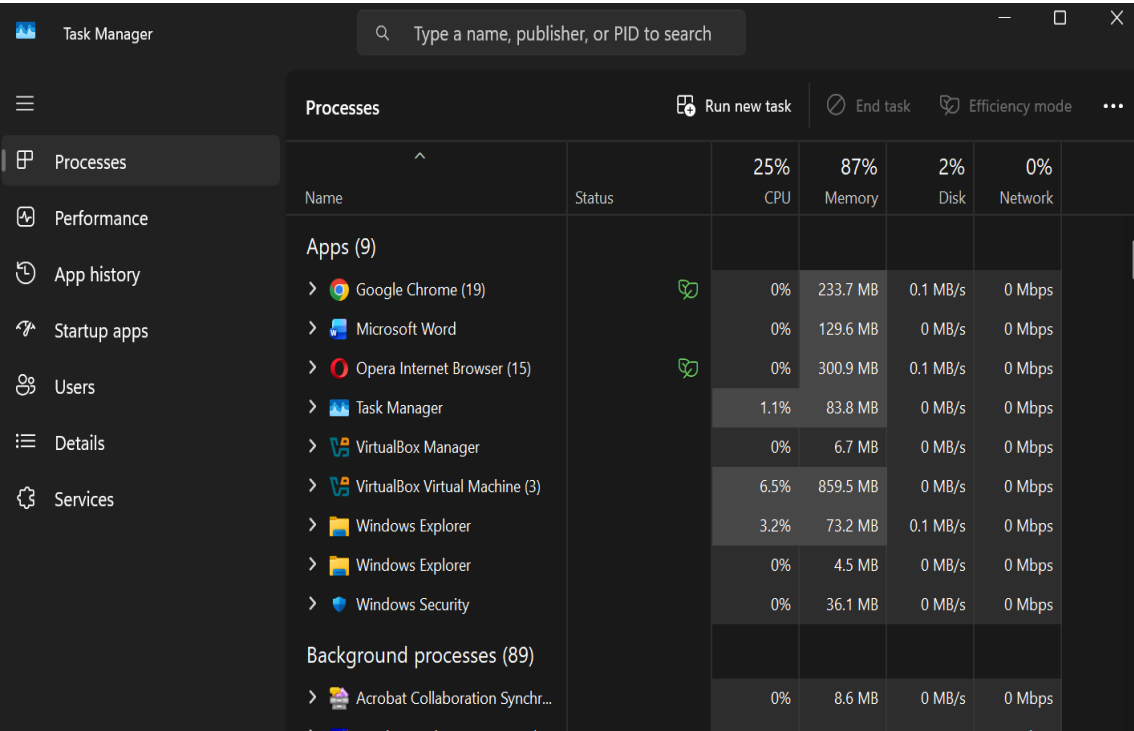 Task Manager
Type a name, publisher, or PID to search
Processes
Run new task
End task
Efficiency mode
Processes
Performance
App history
Startup apps
Users
Details
Services
25% 87% 2% 0%
Name Status CPU Memory Disk Network
Apps (9)
Google Chrome (19) 0% 233.7 MB 0.1 MB/s 0 Mbps
Microsoft Word 0% 129.6 MB 0 MB/s 0 Mbps
Opera Internet Browser (15) 0% 300.9 MB 0.1 MB/s 0 Mbps
Task Manager 1.1% 83.8 MB 0 MB/s 0 Mbps
VirtualBox Manager 0% 6.7 MB 0 MB/s 0 Mbps
VirtualBox Virtual Machine (3) 6.5% 859.5 MB 0 MB/s 0 Mbps
Windows Explorer 3.2% 73.2 MB 0.1 MB/s 0 Mbps
Windows Explorer 0% 4.5 MB 0 MB/s 0 Mbps
Windows Security 0% 36.1 MB 0 MB/s 0 Mbps
Background processes (89)
Acrobat Collaboration Synchr... 0% 8.6 MB 0 MB/s 0 Mbps